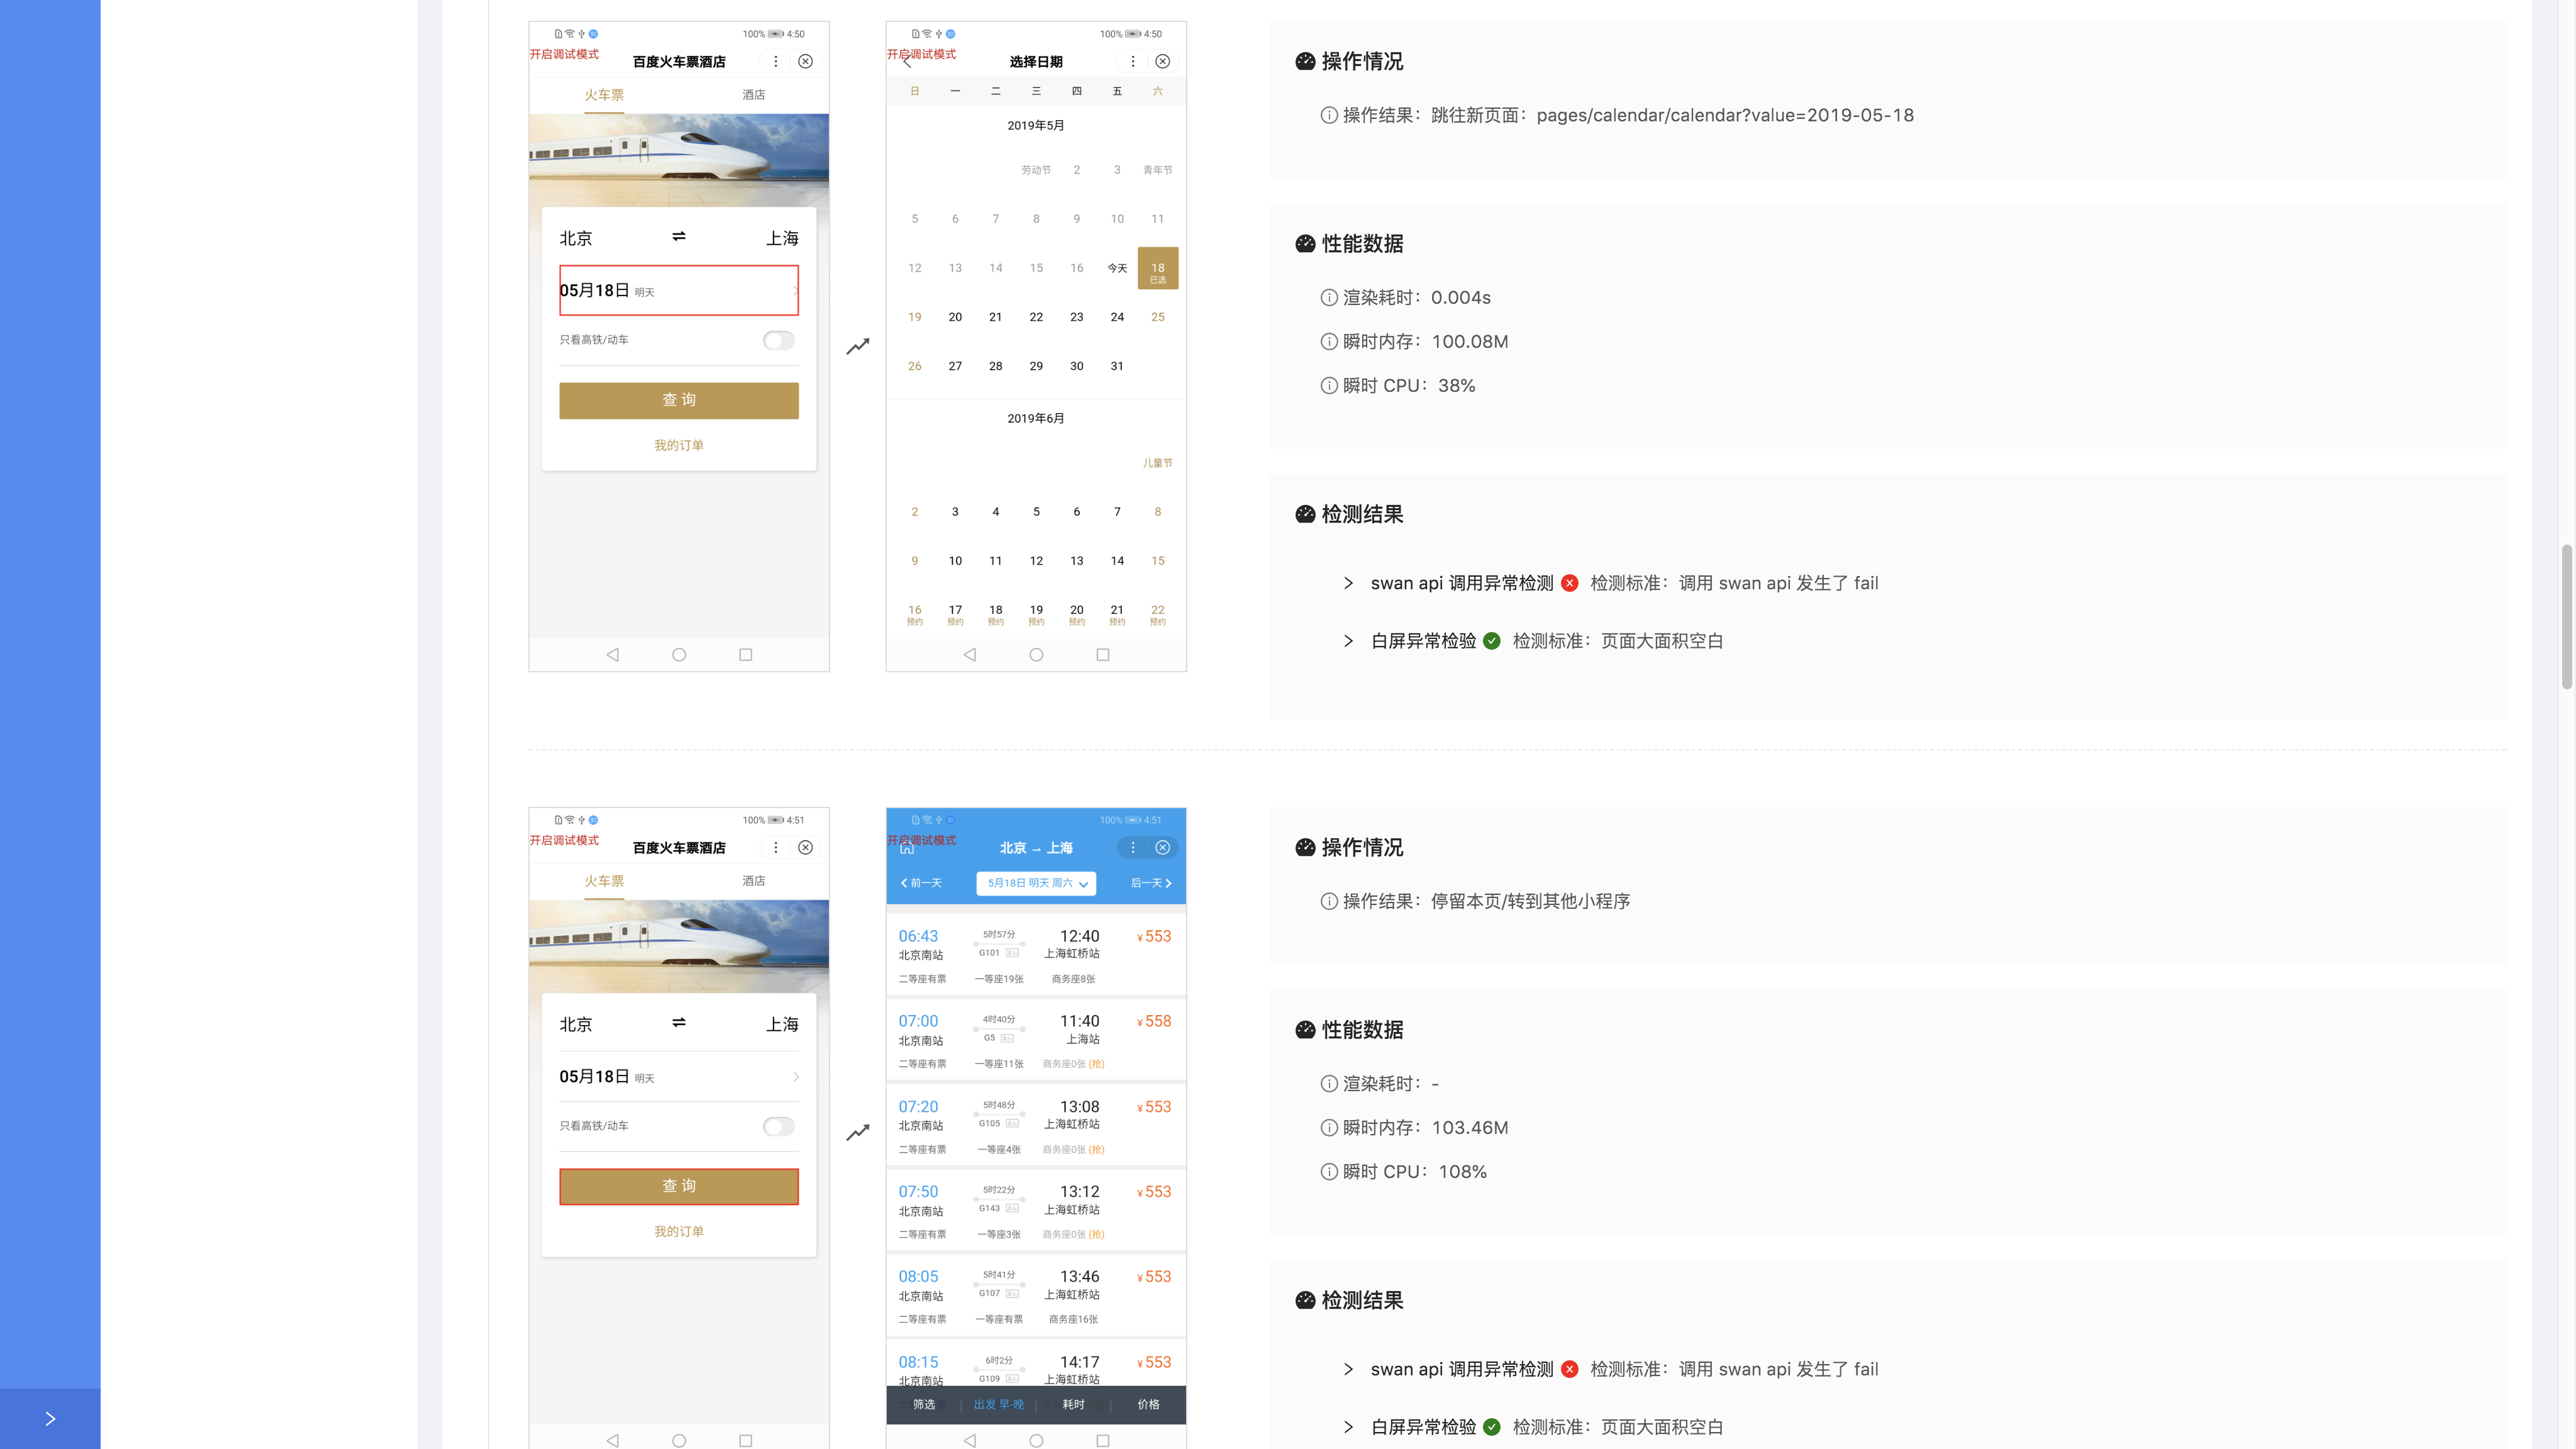 100% 4:50
开启调试模式
百度火车票酒店
火车票 酒店
北京 上海
05月18日 明天
只看高铁/动车
查 询
我的订单
100% 4:50
开启调试模式
选择日期
日 一 二 三 四 五 六
2019年5月
劳动节 2 3 青年节
5 6 7 8 9 10 11
12 13 14 15 16 今天 18
已选
19 20 21 22 23 24 25
26 27 28 29 30 31
2019年6月
儿童节
2 3 4 5 6 7 8
9 10 11 12 13 14 15
16 17 18 19 20 21 22
预约 预约 预约 预约 预约 预约 预约
操作情况
操作结果：跳往新页面：pages/calendar/calendar?value=2019-05-18
性能数据
渲染耗时：0.004s
瞬时内存：100.08M
瞬时 CPU：38%
检测结果
swan api 调用异常检测 检测标准：调用 swan api 发生了 fail
白屏异常检验 检测标准：页面大面积空白
100% 4:51
开启调试模式
百度火车票酒店
火车票 酒店
北京 上海
05月18日 明天
只看高铁/动车
查 询
我的订单
100% 4:51
开启调试模式
北京 → 上海
前一天 5月18日 明天 周六 后一天
06:43 5时57分 12:40 ¥553
北京南站 G101 上海虹桥站
二等座有票 一等座19张 商务座8张
07:00 4时40分 11:40 ¥558
北京南站 G5 上海站
二等座有票 一等座11张 商务座0张 (抢)
07:20 5时48分 13:08 ¥553
北京南站 G105 上海虹桥站
二等座有票 一等座4张 商务座0张 (抢)
07:50 5时22分 13:12 ¥553
北京南站 G143 上海虹桥站
二等座有票 一等座3张 商务座0张 (抢)
08:05 5时41分 13:46 ¥553
北京南站 G107 上海虹桥站
二等座有票 一等座有票 商务座16张
08:15 6时2分 14:17 ¥553
北京南站 G109 上海虹桥站
筛选 出发 早-晚 耗时 价格
操作情况
操作结果：停留本页/转到其他小程序
性能数据
渲染耗时：-
瞬时内存：103.46M
瞬时 CPU：108%
检测结果
swan api 调用异常检测 检测标准：调用 swan api 发生了 fail
白屏异常检验 检测标准：页面大面积空白